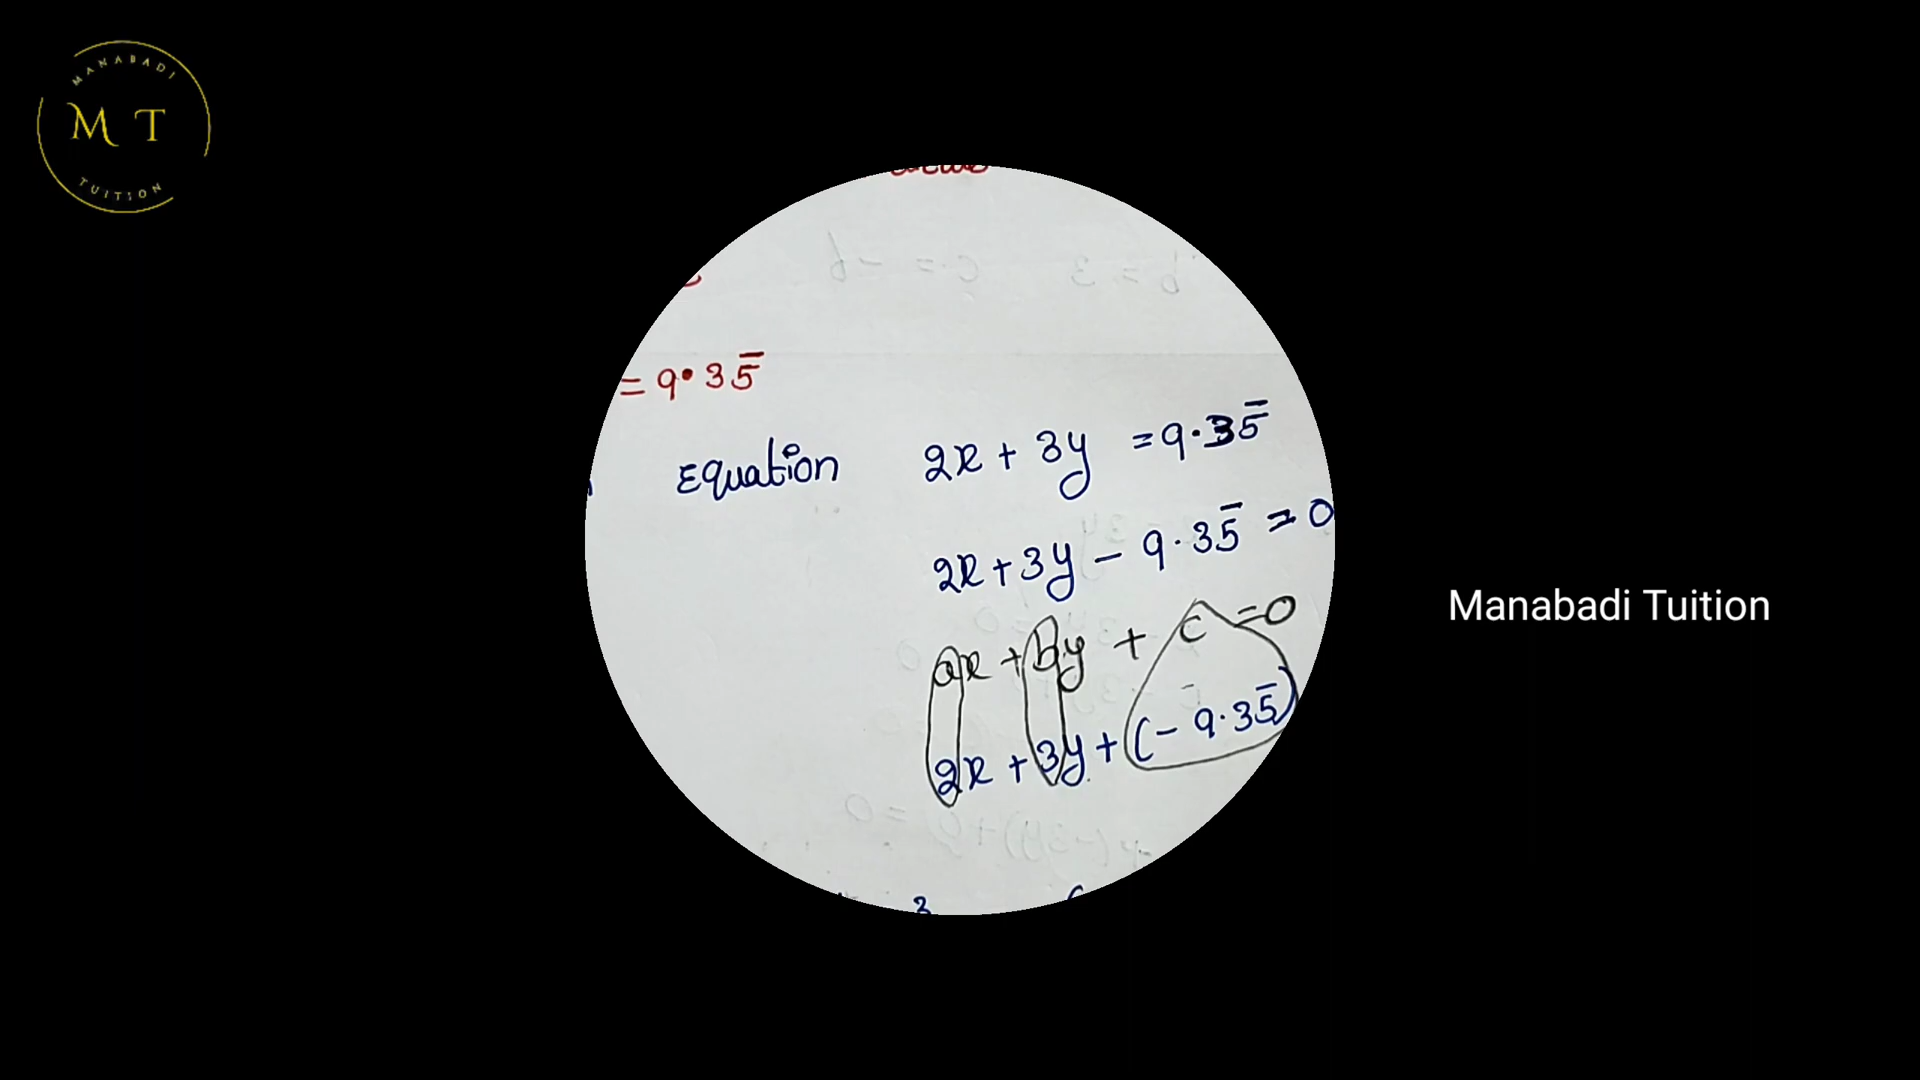 MANABADI
M T
TUITION
= 9.35̅
Equation 2x + 3y = 9.35̅
2x + 3y - 9.35̅ = 0
ax + by + c = 0
2x + 3y + (- 9.35̅)
Manabadi Tuition
3